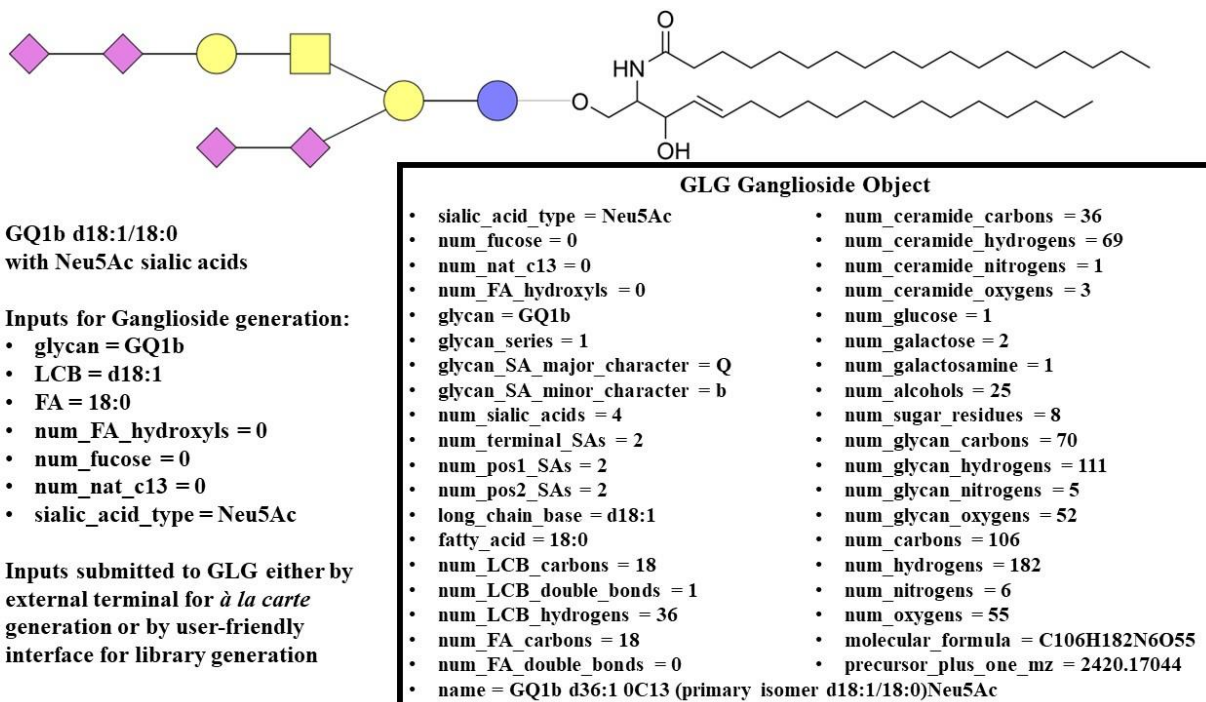 O
HN
O
OH
GQ1b d18:1/18:0
with Neu5Ac sialic acids
Inputs for Ganglioside generation:
• glycan = GQ1b
• LCB = d18:1
• FA = 18:0
• num_FA_hydroxyls = 0
• num_fucose = 0
• num_nat_c13 = 0
• sialic_acid_type = Neu5Ac
Inputs submitted to GLG either by
external terminal for à la carte
generation or by user-friendly
interface for library generation
GLG Ganglioside Object
• sialic_acid_type = Neu5Ac
• num_fucose = 0
• num_nat_c13 = 0
• num_FA_hydroxyls = 0
• glycan = GQ1b
• glycan_series = 1
• glycan_SA_major_character = Q
• glycan_SA_minor_character = b
• num_sialic_acids = 4
• num_terminal_SAs = 2
• num_pos1_SAs = 2
• num_pos2_SAs = 2
• long_chain_base = d18:1
• fatty_acid = 18:0
• num_LCB_carbons = 18
• num_LCB_double_bonds = 1
• num_LCB_hydrogens = 36
• num_FA_carbons = 18
• num_FA_double_bonds = 0
• name = GQ1b d36:1 0C13 (primary isomer d18:1/18:0)Neu5Ac
• num_ceramide_carbons = 36
• num_ceramide_hydrogens = 69
• num_ceramide_nitrogens = 1
• num_ceramide_oxygens = 3
• num_glucose = 1
• num_galactose = 2
• num_galactosamine = 1
• num_alcohols = 25
• num_sugar_residues = 8
• num_glycan_carbons = 70
• num_glycan_hydrogens = 111
• num_glycan_nitrogens = 5
• num_glycan_oxygens = 52
• num_carbons = 106
• num_hydrogens = 182
• num_nitrogens = 6
• num_oxygens = 55
• molecular_formula = C106H182N6O55
• precursor_plus_one_mz = 2420.17044